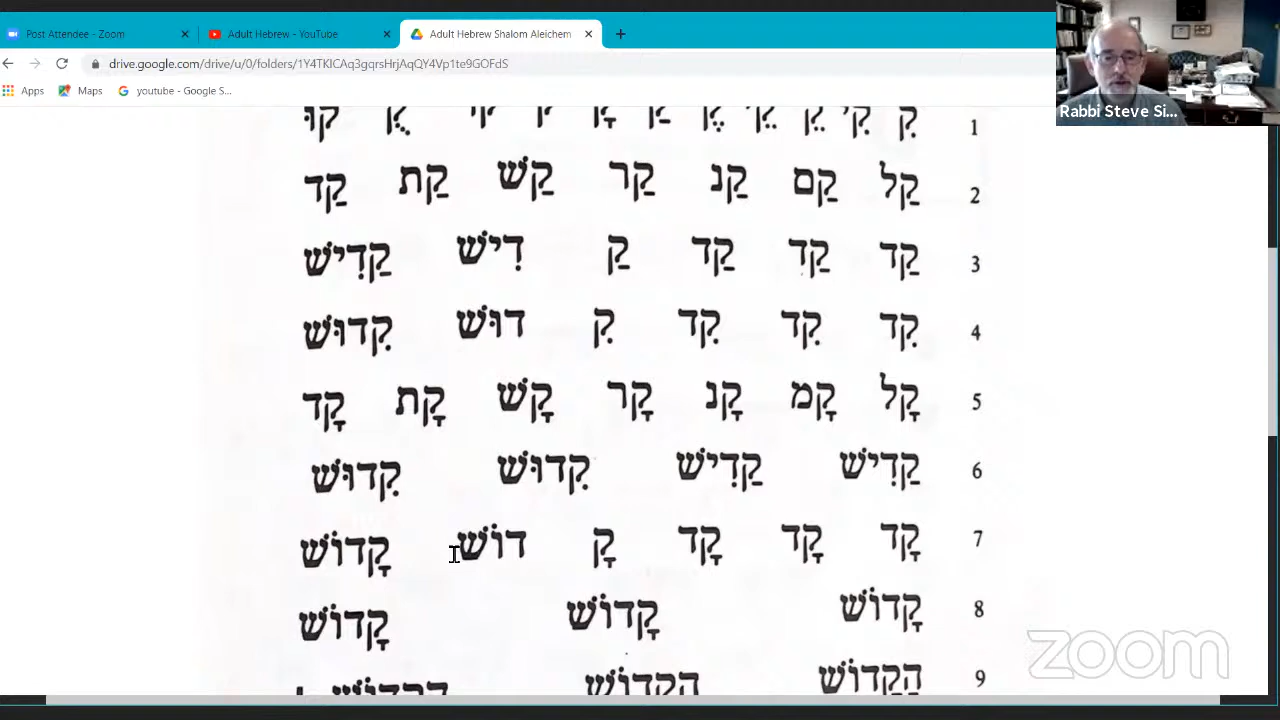 Post Attendee - Zoom
Adult Hebrew - YouTube
Adult Hebrew Shalom Aleichem
drive.google.com/drive/u/0/folders/
Apps Maps youtube - Google S...
Rabbi Steve Si...
1
2 קַל קַם קַנ קַר קַשׁ קַת קַד
3 קַד קַד קַד קַ דִישׁ קַדִישׁ
4 קִד קִד קִד קִ דוּשׁ קִדוּשׁ
5 קָל קָמ קָנ קָר קָשׁ קָת קָד
6 קַדִישׁ קַדִישׁ קִדוּשׁ קִדוּשׁ
7 קָד קָד קָד קָ דוֹשׁ קָדוֹשׁ
8 קָדוֹשׁ קָדוֹשׁ קָדוֹשׁ
9 הַקָדוֹשׁ
zoom